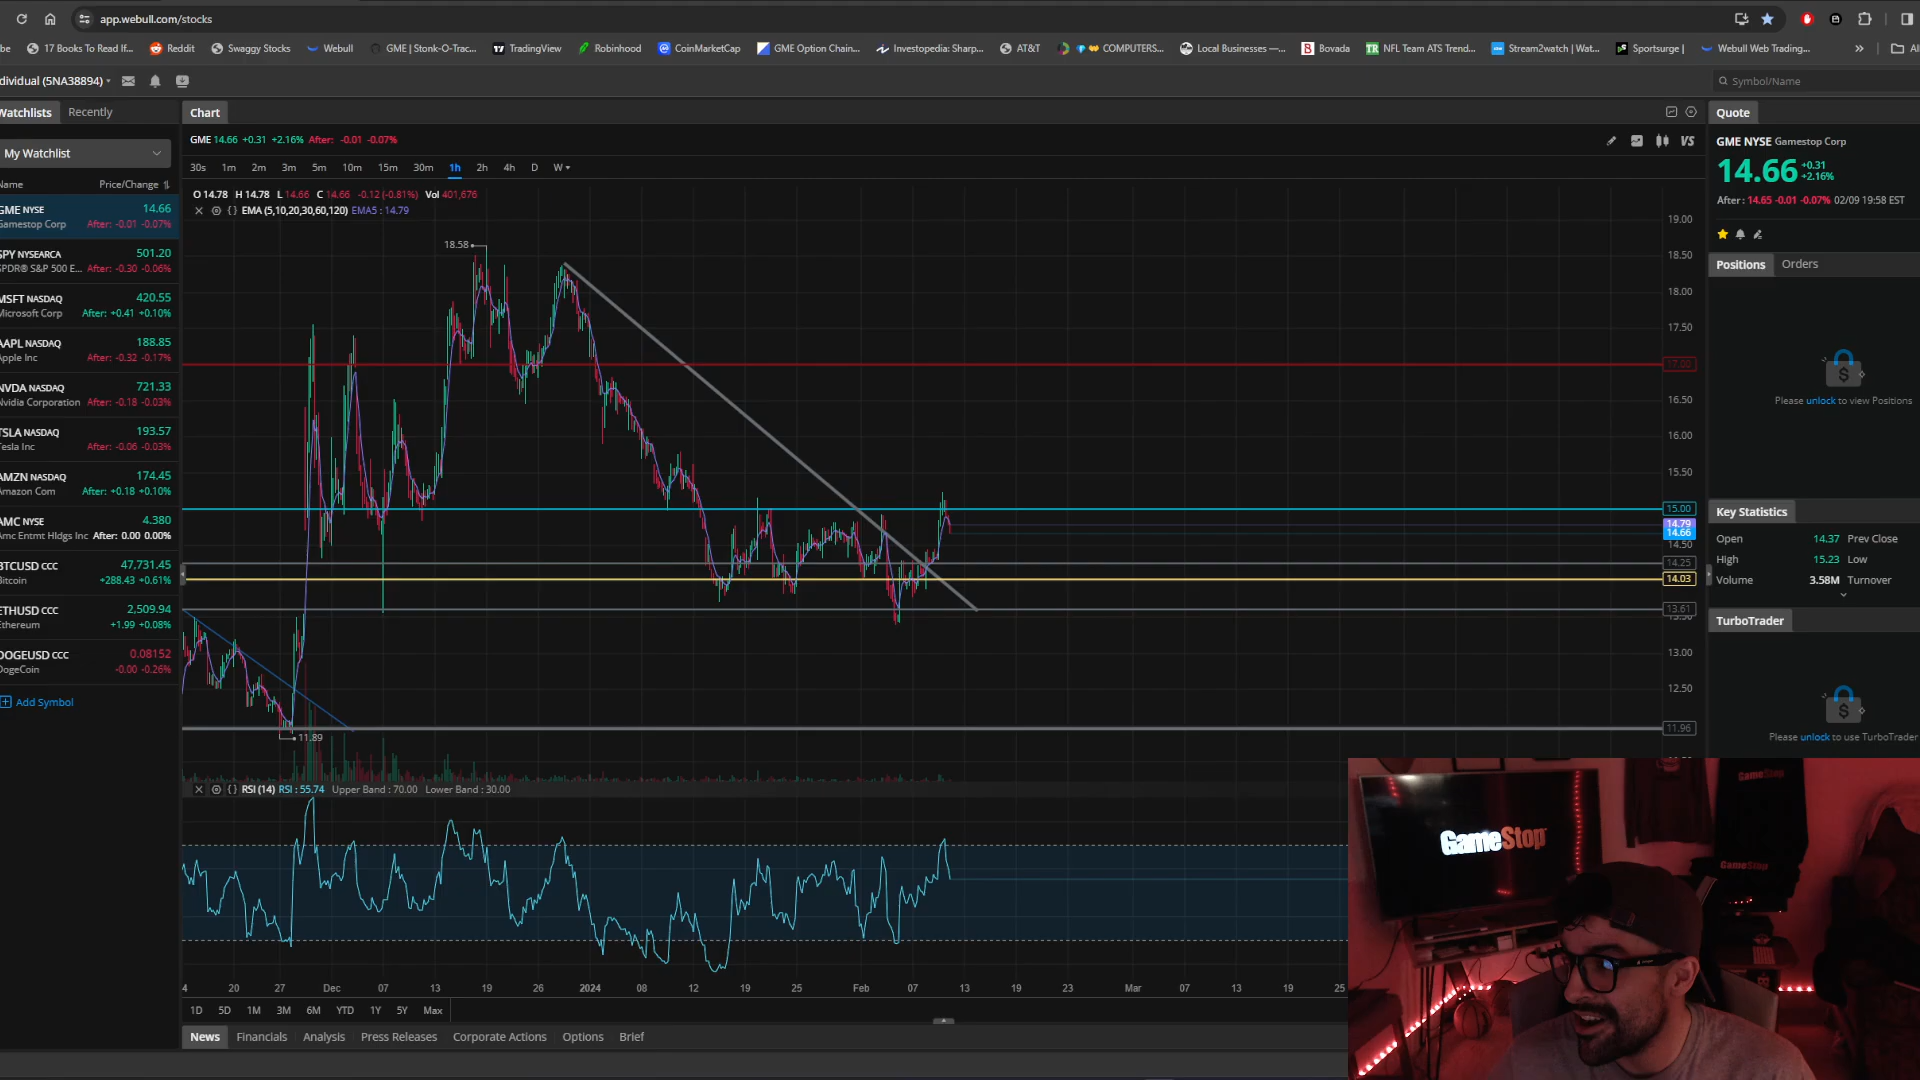 app.webull.com/stocks
be 17 Books To Read If... Reddit Swaggy Stocks Webull GME | Stonk-O-Trac... TradingView Robinhood CoinMarketCap GME Option Chain... Investopedia: Sharp... AT&T COMPUTERS... Local Businesses —... Bovada NFL Team ATS Trend... Stream2watch | Wat... Sportsurge | Webull Web Trading... » Al
dividual (5NA38894)
Symbol/Name
Watchlists Recently
Chart
Quote
My Watchlist
Name Price/Change
GME NYSE 14.66
Gamestop Corp After: -0.01 -0.07%
SPY NYSEARCA 501.20
SPDR® S&P 500 E... After: -0.30 -0.06%
MSFT NASDAQ 420.55
Microsoft Corp After: +0.41 +0.10%
AAPL NASDAQ 188.85
Apple Inc After: -0.32 -0.17%
NVDA NASDAQ 721.33
Nvidia Corporation After: -0.18 -0.03%
TSLA NASDAQ 193.57
Tesla Inc After: -0.06 -0.03%
AMZN NASDAQ 174.45
Amazon Com After: +0.18 +0.10%
AMC NYSE 4.380
Amc Entmt Hldgs Inc After: 0.00 0.00%
BTCUSD CCC 47,731.45
Bitcoin +288.43 +0.61%
ETHUSD CCC 2,509.94
Ethereum +1.99 +0.08%
DOGEUSD CCC 0.08152
DogeCoin -0.00 -0.26%
Add Symbol
GME 14.66 +0.31 +2.16% After: -0.01 -0.07%
VS
30s 1m 2m 3m 5m 10m 15m 30m 1h 2h 4h D W
O 14.78 H 14.78 L 14.66 C 14.66 -0.12 (-0.81%) Vol 401,676
EMA (5,10,20,30,60,120) EMA5 : 14.79
18.58
11.89
19.00
18.50
18.00
17.50
17.00
16.50
16.00
15.50
15.00
14.79
14.66
14.50
14.25
14.03
13.61
13.50
13.00
12.50
11.96
RSI (14) RSI : 55.74 Upper Band : 70.00 Lower Band : 30.00
4 20 27 Dec 07 13 19 26 2024 08 12 19 25 Feb 07 13 19 23 Mar 07 13 19 25
1D 5D 1M 3M 6M YTD 1Y 5Y Max
News Financials Analysis Press Releases Corporate Actions Options Brief
GME NYSE Gamestop Corp
14.66 +0.31
+2.16%
After : 14.65 -0.01 -0.07% 02/09 19:58 EST
Positions Orders
Please unlock to view Positions
Key Statistics
Open 14.37 Prev Close
High 15.23 Low
Volume 3.58M Turnover
TurboTrader
Please unlock to use TurboTrader
GameStop
GameStop
GameStop